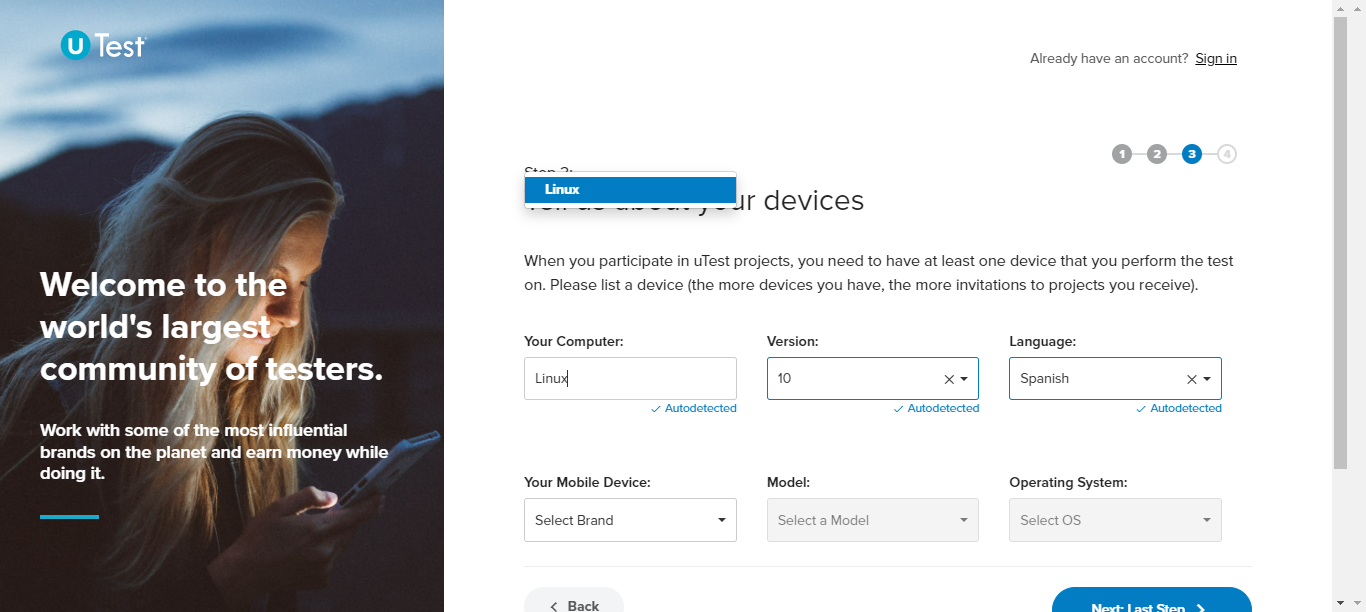 uTest
Already have an account? Sign in
1 2 3 4
Linux
Tell us about your devices
When you participate in uTest projects, you need to have at least one device that you perform the test
on. Please list a device (the more devices you have, the more invitations to projects you receive).
Welcome to the
world's largest
community of testers.
Work with some of the most influential
brands on the planet and earn money while
doing it.
Your Computer: Version: Language:
Linux 10 Spanish
Autodetected Autodetected Autodetected
Your Mobile Device: Model: Operating System:
Select Brand Select a Model Select OS
Back Next: Last Step